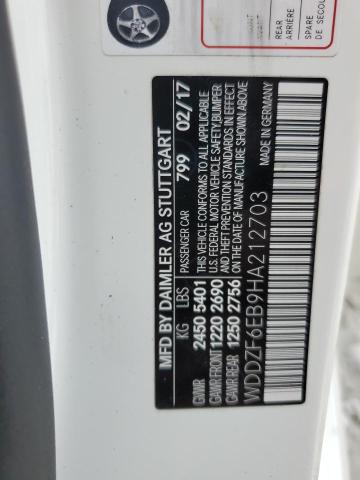 REAR
ARRIÈRE
SPARE
DE SECOU
MFD BY DAIMLER AG STUTTGART
KG LBS PASSENGER CAR 799 02/17
GVWR 2450 5401 THIS VEHICLE CONFORMS TO ALL APPLICABLE
GAWR FRONT 1220 2690 U.S. FEDERAL MOTOR VEHICLE SAFETY, BUMPER,
GAWR REAR 1250 2756 AND THEFT PREVENTION STANDARDS IN EFFECT
ON THE DATE OF MANUFACTURE SHOWN ABOVE
WDDZF6EB9HA212703 MADE IN GERMANY